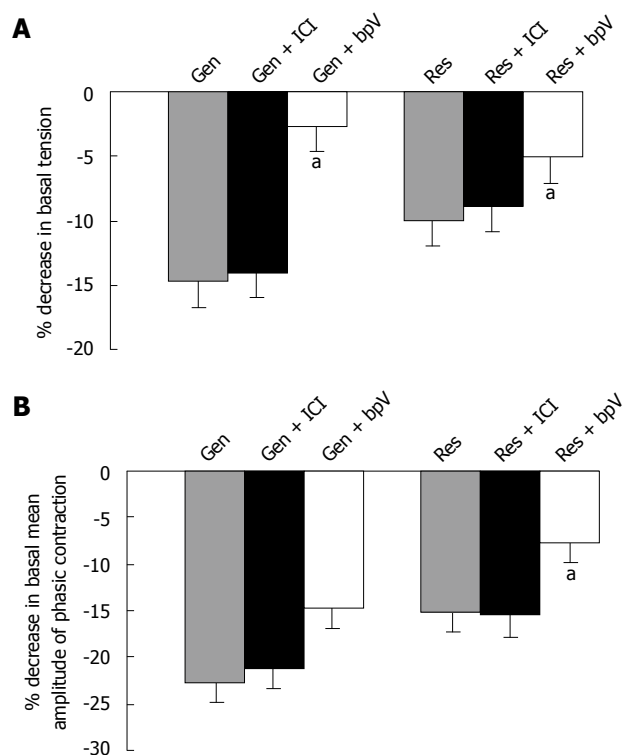 A
Gen
Gen + ICI
Gen + bpV
Res
Res + ICI
Res + bpV
% decrease in basal tension
0
-5
-10
-15
-20
a
a
B
Gen
Gen + ICI
Gen + bpV
Res
Res + ICI
Res + bpV
% decrease in basal mean
amplitude of phasic contraction
0
-5
-10
-15
-20
-25
-30
a